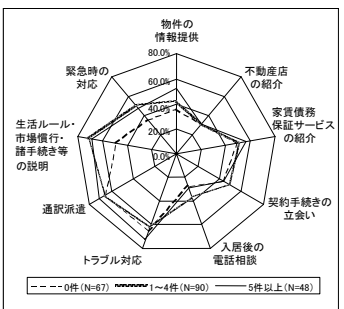 物件の
情報提供
80.0%
60.0%
40.0%
20.0%
0.0%
不動産店
の紹介
家賃債務
保証サービス
の紹介
契約手続きの
立会い
入居後の
電話相談
トラブル対応
通訳派遣
生活ルール・
市場慣行・
諸手続き等
の説明
緊急時の
対応
0件(N=67) 1～4件(N=90) 5件以上(N=48)